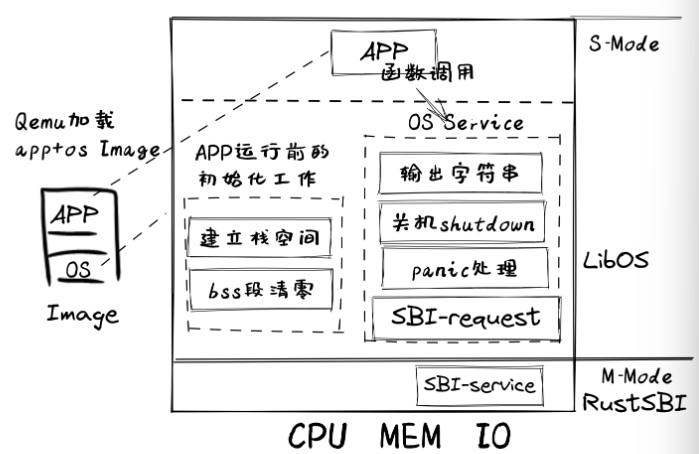 APP
函数调用
S-Mode
Qemu加载
app+os Image
OS Service
APP运行前的
初始化工作
输出字符串
APP
建立栈空间
关机shutdown
LibOS
OS
bss段清零
panic处理
Image
SBI-request
SBI-service
M-Mode
RustSBI
CPU MEM IO